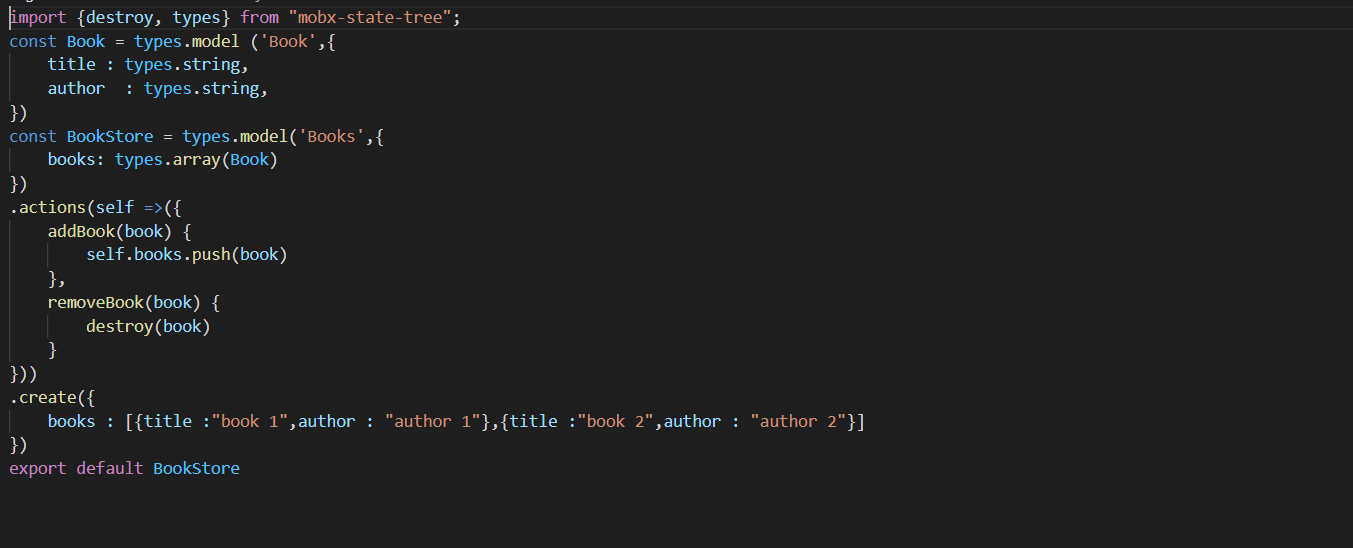 import {destroy, types} from "mobx-state-tree";
const Book = types.model ('Book',{
    title : types.string,
    author  : types.string,
})
const BookStore = types.model('Books',{
    books: types.array(Book)
})
.actions(self =>({
    addBook(book) {
        self.books.push(book)
    },
    removeBook(book) {
        destroy(book)
    }
}))
.create({
    books : [{title :"book 1",author : "author 1"},{title :"book 2",author : "author 2"}]
})
export default BookStore